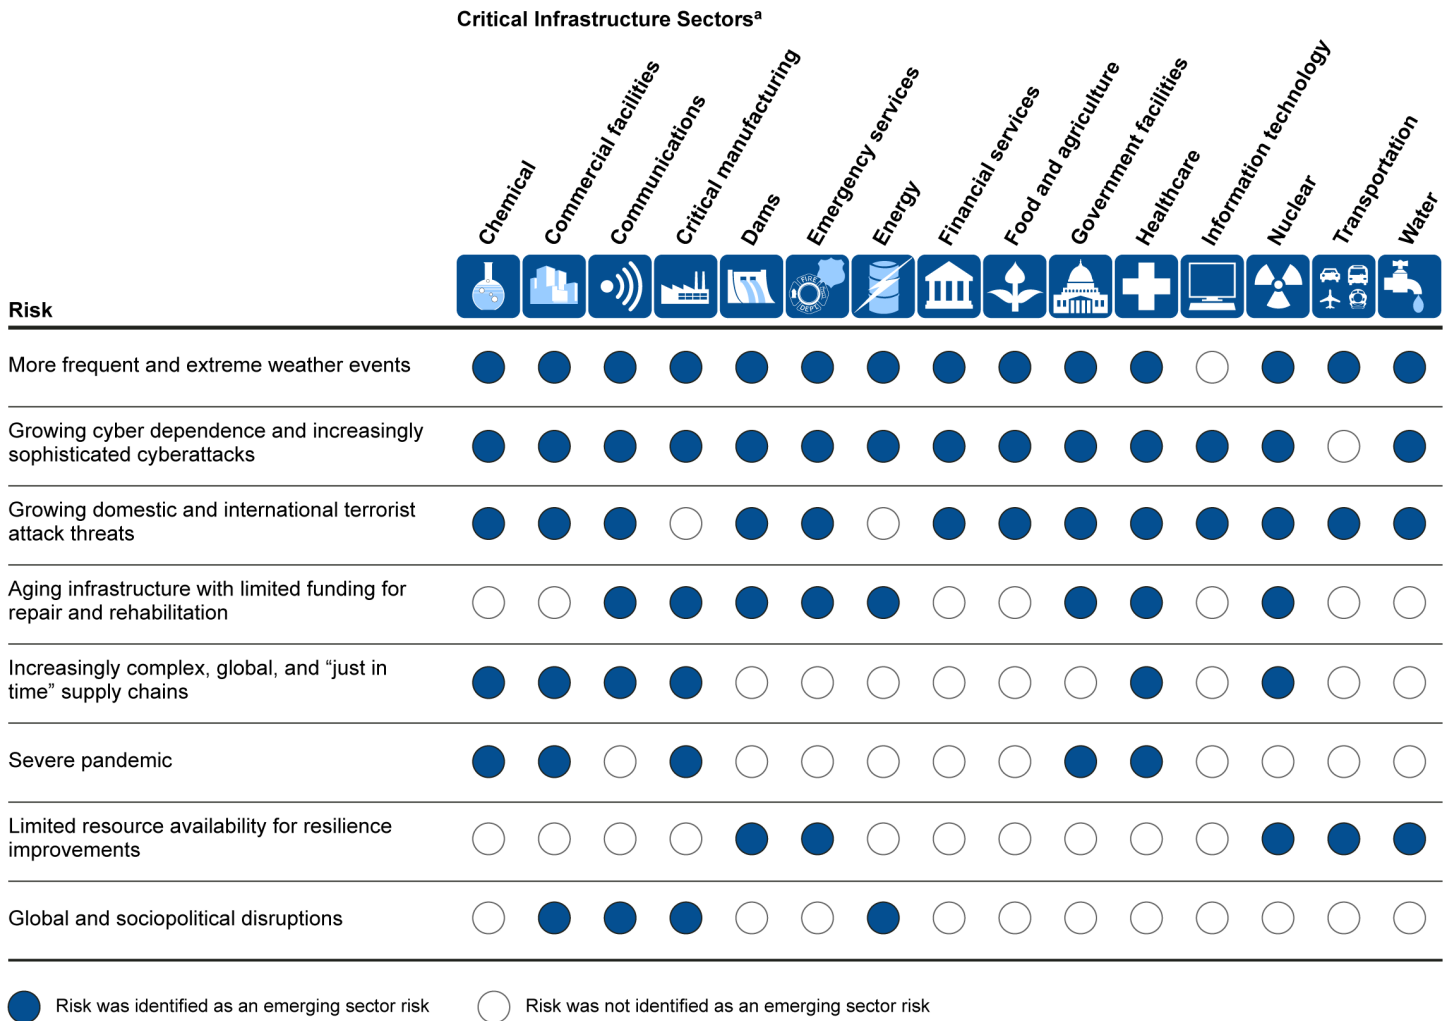 Critical Infrastructure Sectorsᵃ
Chemical
Commercial facilities
Communications
Critical manufacturing
Dams
Emergency services
Energy
Financial services
Food and agriculture
Government facilities
Healthcare
Information technology
Nuclear
Transportation
Water
FIRE
DEPT
Risk
More frequent and extreme weather events
Growing cyber dependence and increasingly
sophisticated cyberattacks
Growing domestic and international terrorist
attack threats
Aging infrastructure with limited funding for
repair and rehabilitation
Increasingly complex, global, and “just in
time” supply chains
Severe pandemic
Limited resource availability for resilience
improvements
Global and sociopolitical disruptions
Risk was identified as an emerging sector risk
Risk was not identified as an emerging sector risk